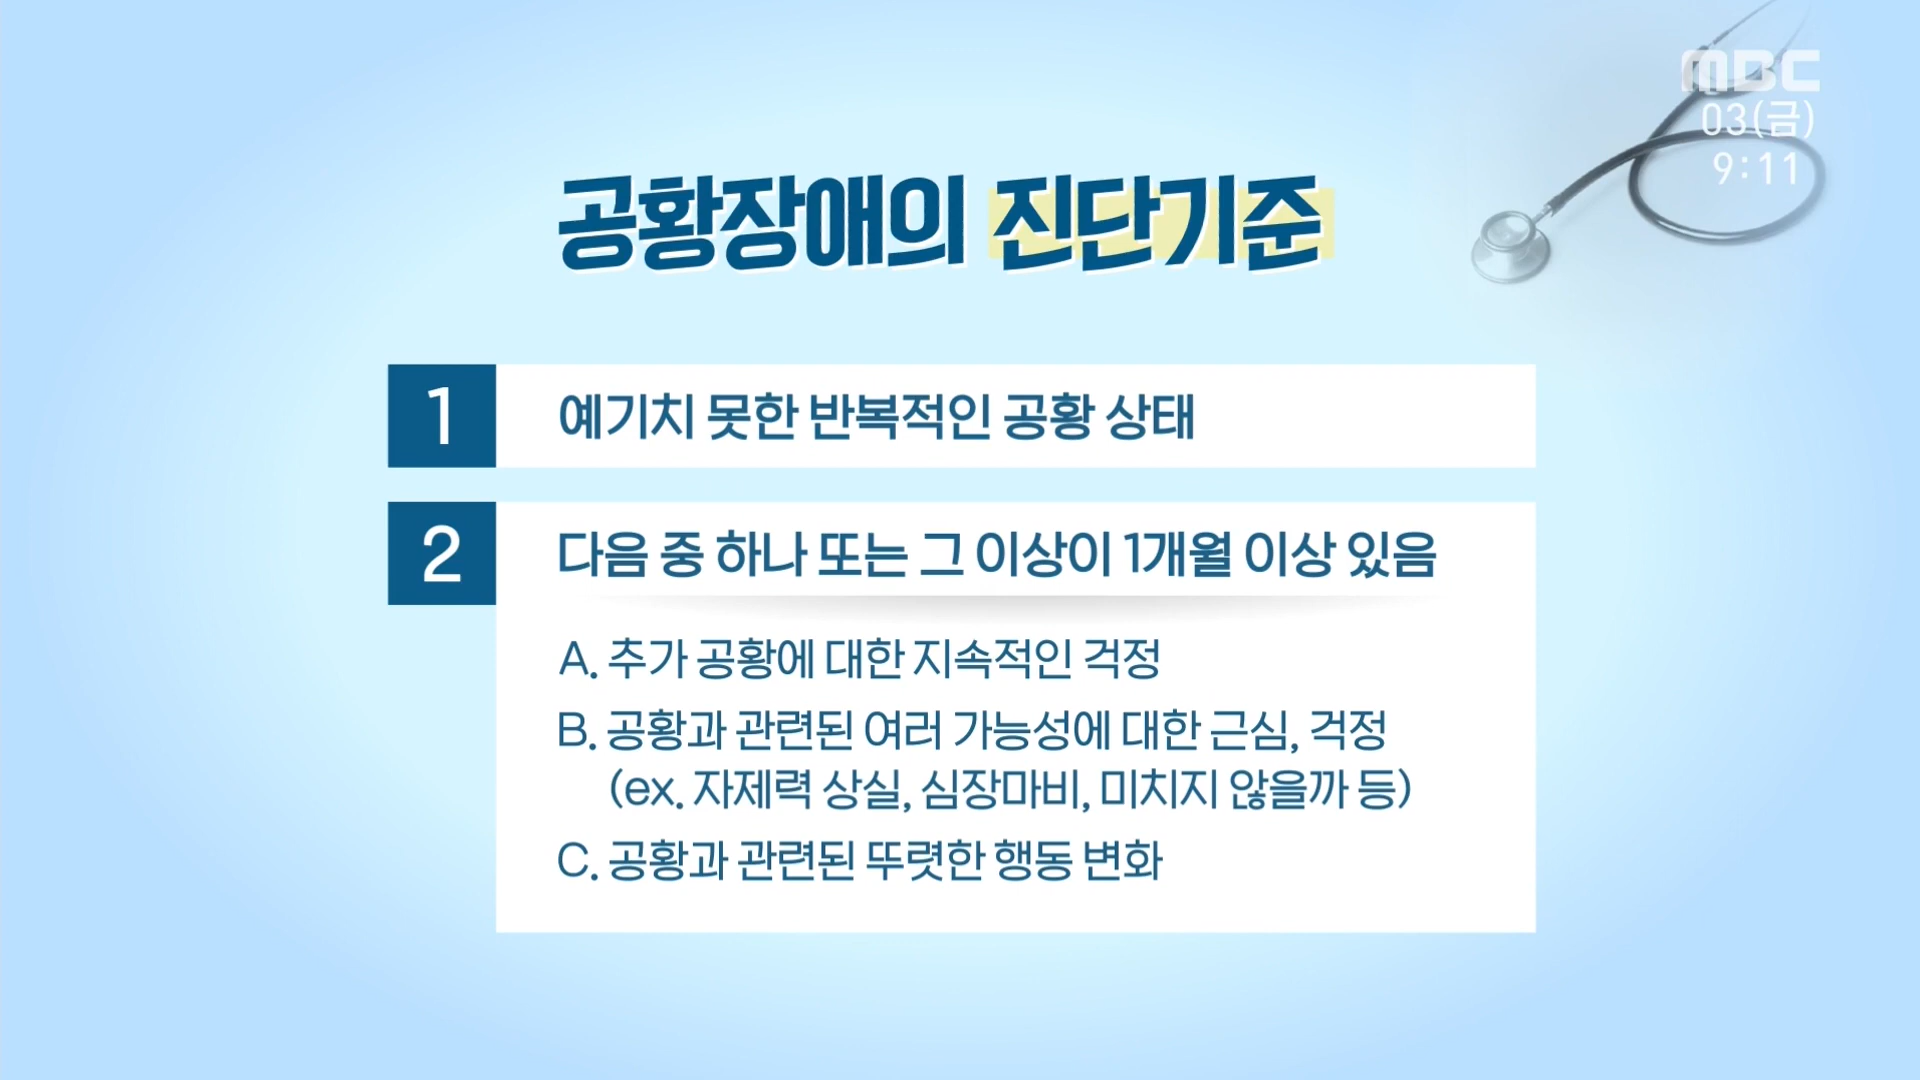 MBC
03(금)
9:11
공황장애의 진단기준
1 예기치 못한 반복적인 공황 상태
2 다음 중 하나 또는 그 이상이 1개월 이상 있음
A. 추가 공황에 대한 지속적인 걱정
B. 공황과 관련된 여러 가능성에 대한 근심, 걱정
(ex. 자제력 상실, 심장마비, 미치지 않을까 등)
C. 공황과 관련된 뚜렷한 행동 변화